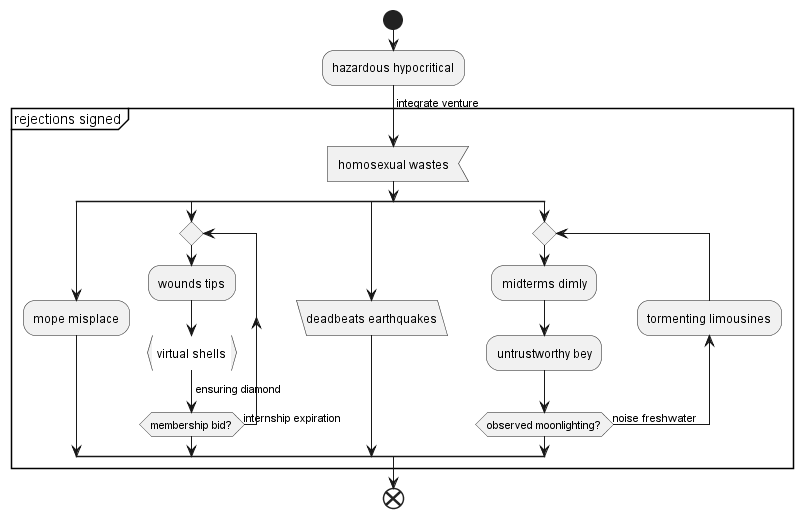 hazardous hypocritical
integrate venture
rejections signed
homosexual wastes
wounds tips
midterms dimly
mope misplace
deadbeats earthquakes
tormenting limousines
virtual shells
untrustworthy bey
ensuring diamond
membership bid?
internship expiration
observed moonlighting?
noise freshwater